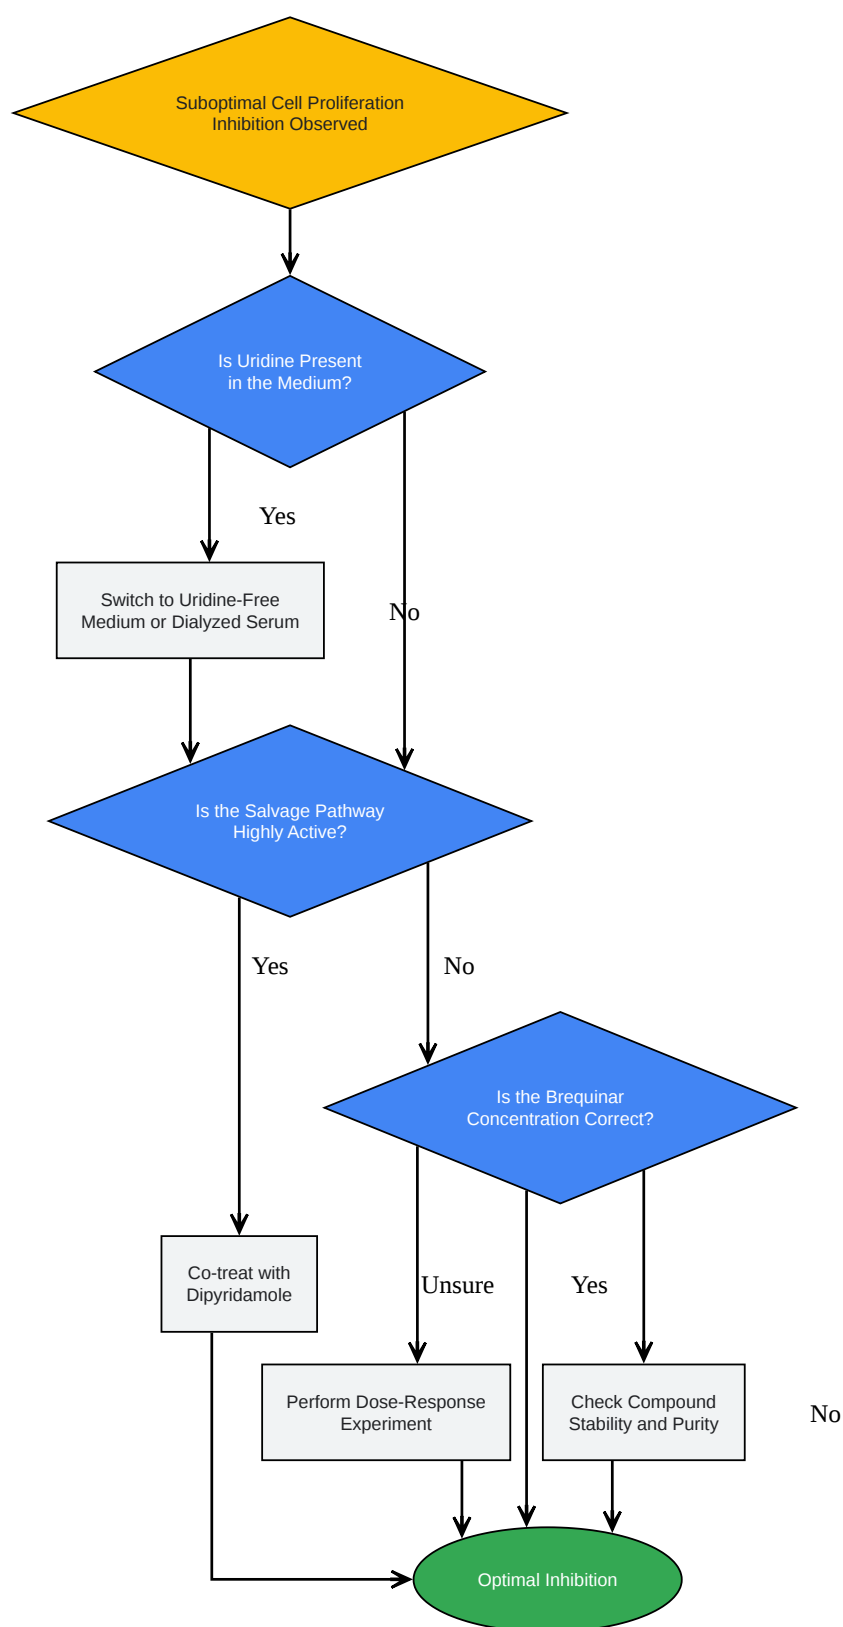 Suboptimal Cell Proliferation
Inhibition Observed
Is Uridine Present
in the Medium?
Yes
Switch to Uridine-Free
Medium or Dialyzed Serum
No
Is the Salvage Pathway
Highly Active?
Yes
No
Is the Brequinar
Concentration Correct?
Co-treat with
Dipyridamole
Unsure
Yes
Perform Dose-Response
Experiment
Check Compound
Stability and Purity
No
Optimal Inhibition